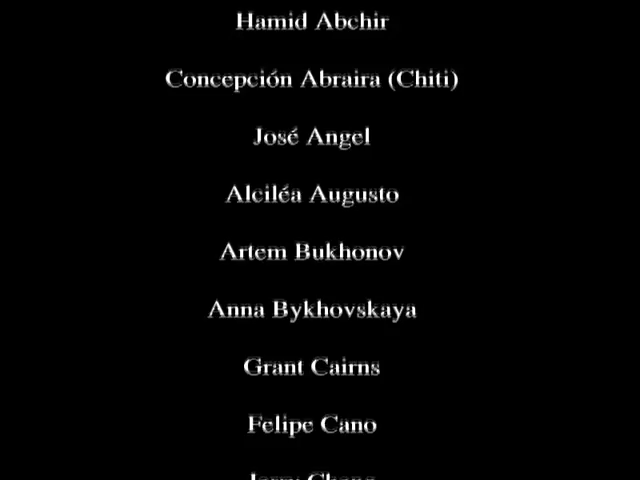 Hamid Abchir
Concepción Abraira (Chiti)
José Angel
Alciléa Augusto
Artem Bukhonov
Anna Bykhovskaya
Grant Cairns
Felipe Cano